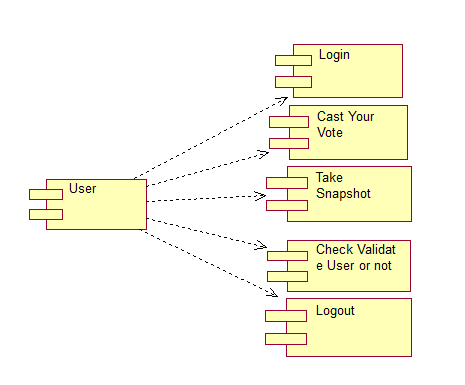 Login
Cast Your
Vote
Take
Snapshot
User
Check Validat
e User or not
Logout